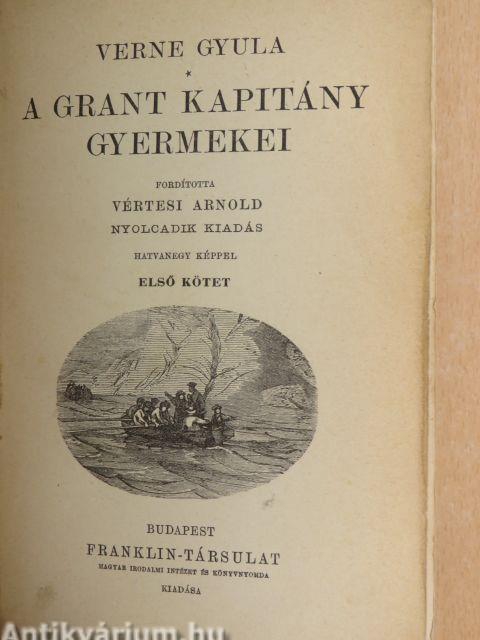 VERNE GYULA
*
A GRANT KAPITÁNY
GYERMEKEI
FORDÍTOTTA
VÉRTESI ARNOLD
NYOLCADIK KIADÁS
HATVANEGY KÉPPEL
ELSŐ KÖTET
BUDAPEST
FRANKLIN-TÁRSULAT
MAGYAR IRODALMI INTÉZET ÉS KÖNYVNYOMDA
KIADÁSA
Antikvárium.hu